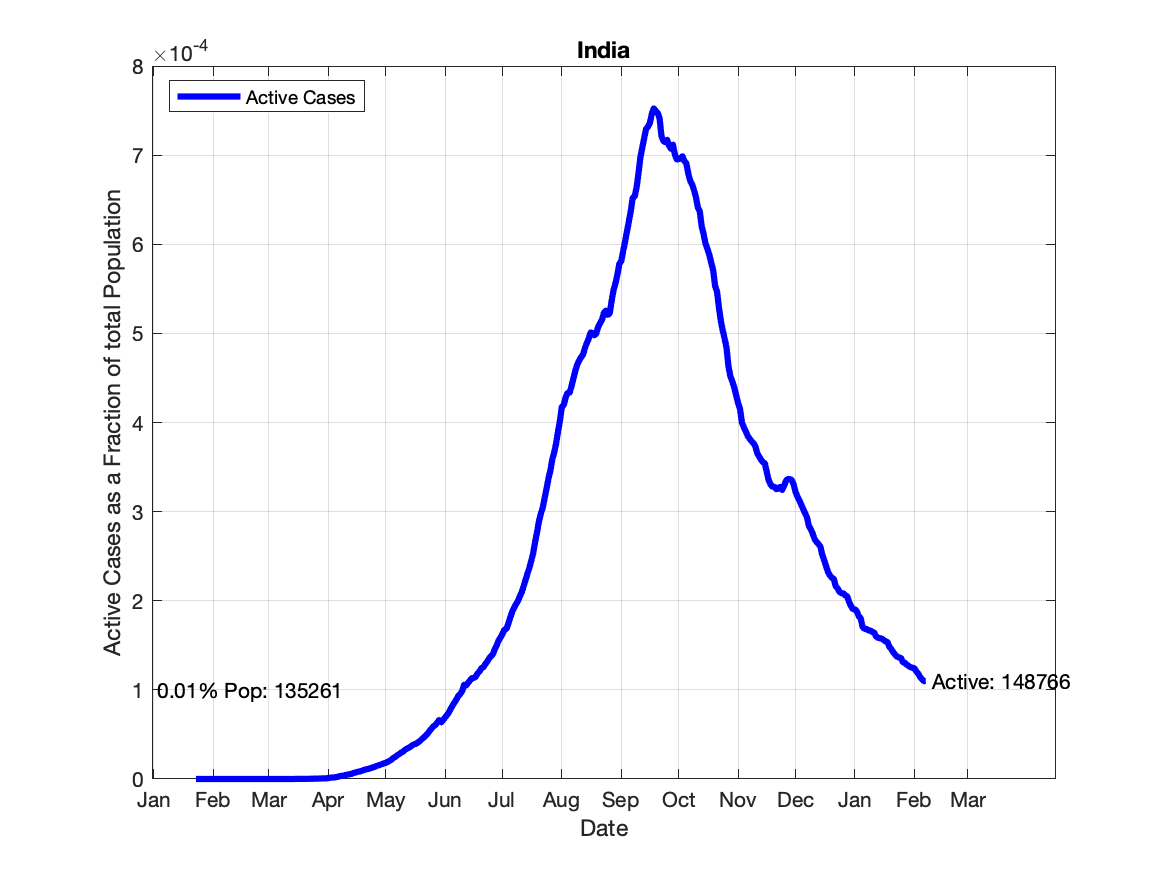 India
×10⁻⁴
Active Cases
8
7
6
5
4
3
2
1
0
Active Cases as a Fraction of total Population
0.01% Pop: 135261
Active: 148766
Jan Feb Mar Apr May Jun Jul Aug Sep Oct Nov Dec Jan Feb Mar
Date